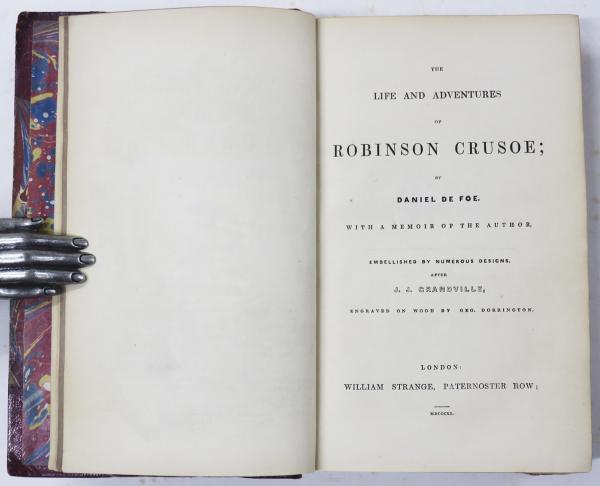 THE
LIFE AND ADVENTURES
OF
ROBINSON CRUSOE;
BY
DANIEL DE FOE.
WITH A MEMOIR OF THE AUTHOR,
EMBELLISHED BY NUMEROUS DESIGNS,
AFTER
J. J. GRANDVILLE,
ENGRAVED ON WOOD BY GEO. DORRINGTON.
LONDON:
WILLIAM STRANGE, PATERNOSTER ROW;
MDCCCXL.